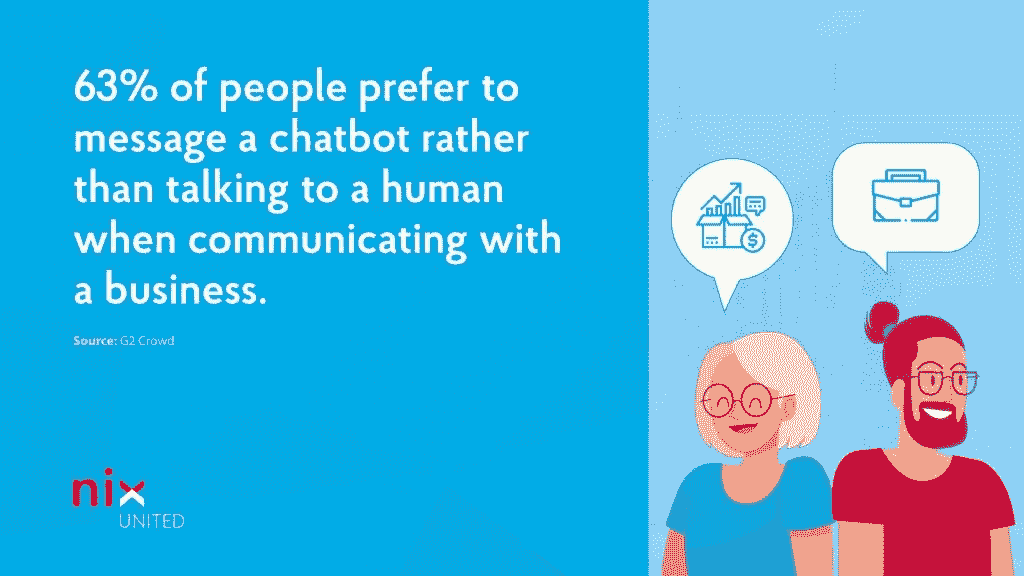 63% of people prefer to
message a chatbot rather
than talking to a human
when communicating with
a business.
Source: G2 Crowd
nix
UNITED